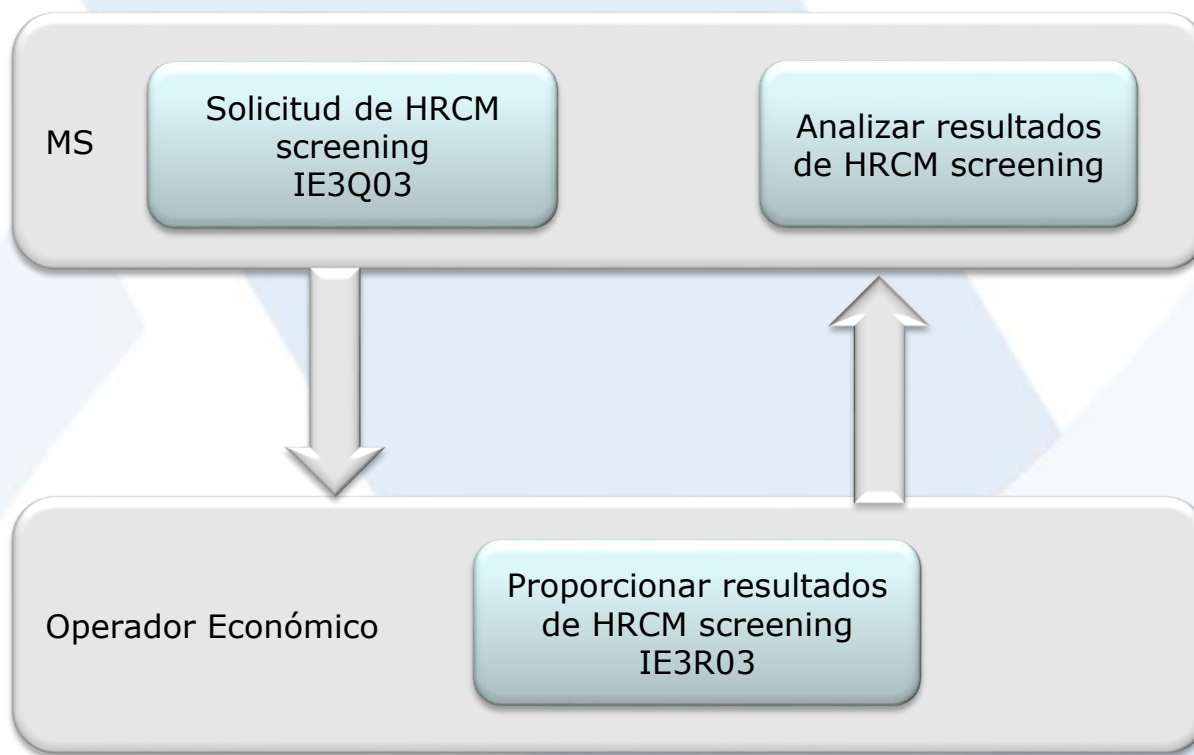 MS
Solicitud de HRCM
screening
IE3Q03
Analizar resultados
de HRCM screening
Operador Económico
Proporcionar resultados
de HRCM screening
IE3R03